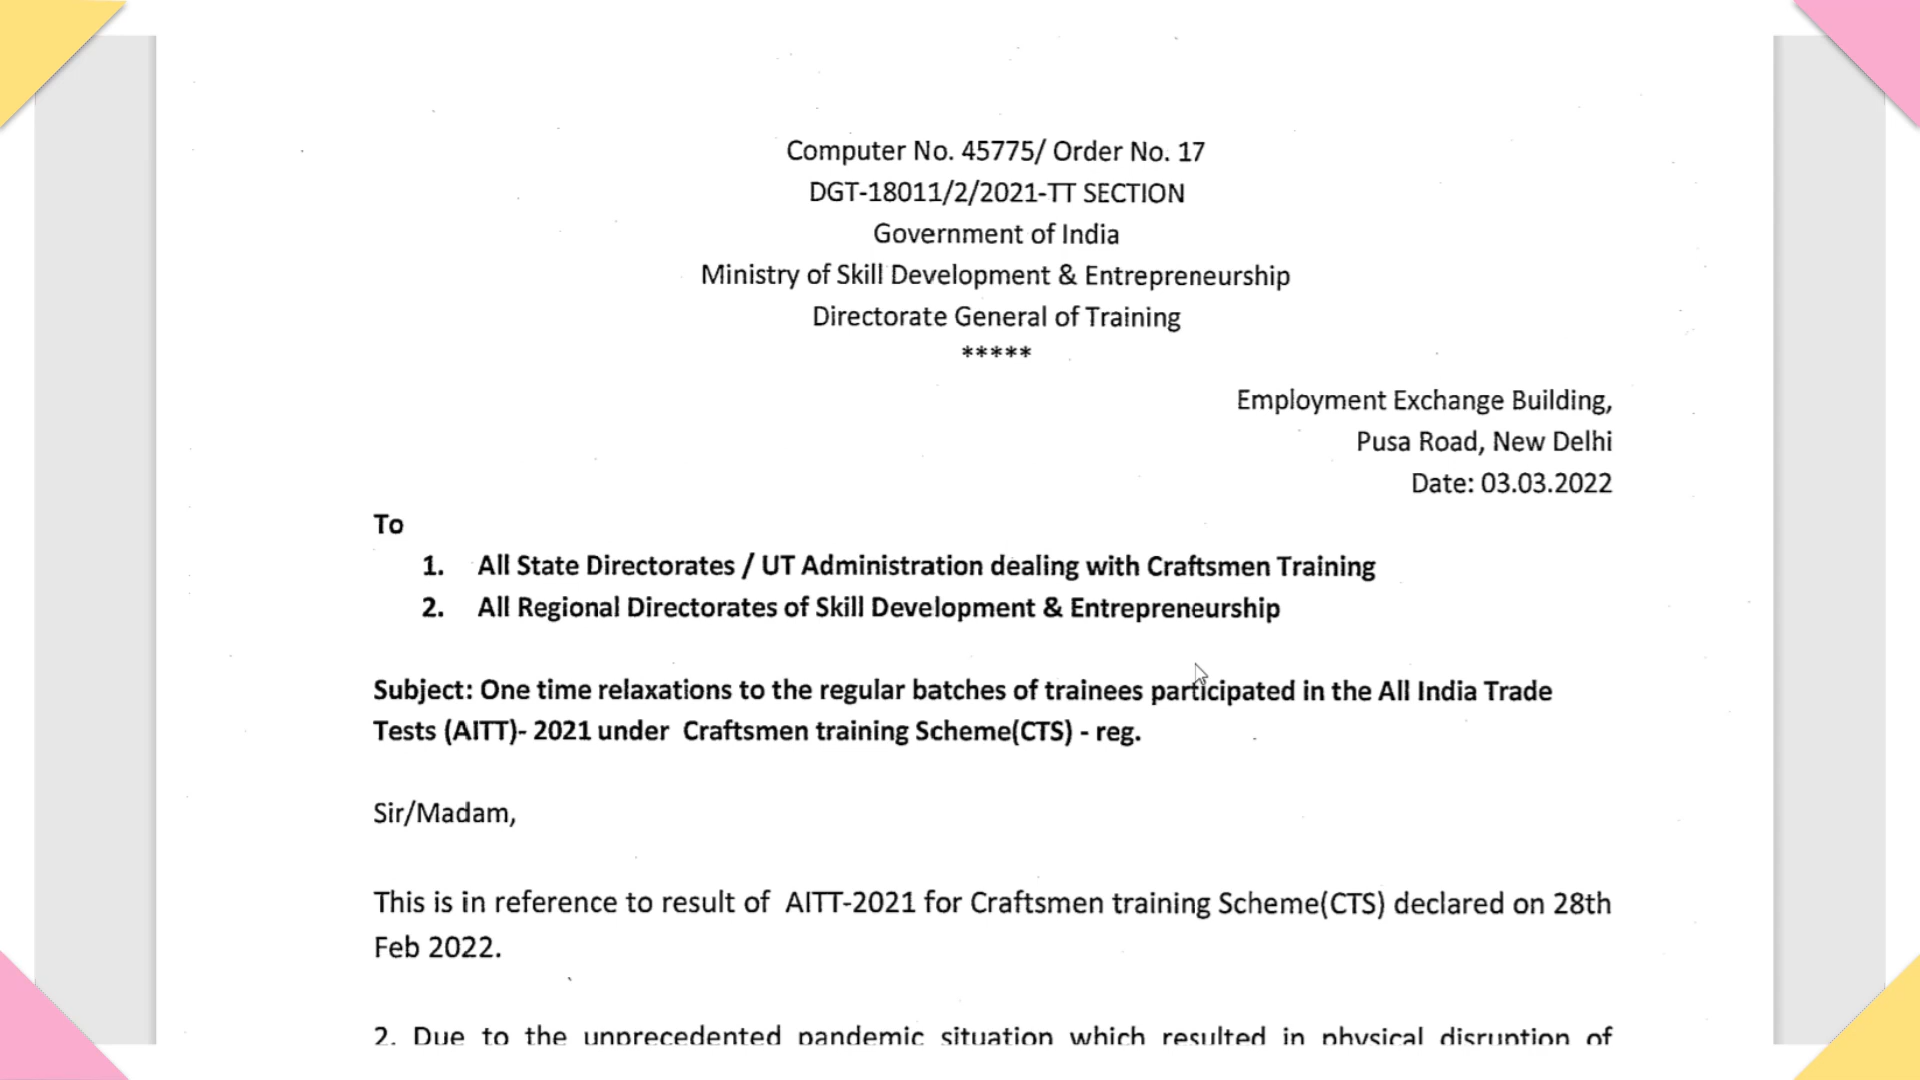 Computer No. 45775/ Order No. 17
DGT-18011/2/2021-TT SECTION
Government of India
Ministry of Skill Development & Entrepreneurship
Directorate General of Training
*****
Employment Exchange Building,
Pusa Road, New Delhi
Date: 03.03.2022
To
1. All State Directorates / UT Administration dealing with Craftsmen Training
2. All Regional Directorates of Skill Development & Entrepreneurship
Subject: One time relaxations to the regular batches of trainees participated in the All India Trade
Tests (AITT)- 2021 under Craftsmen training Scheme(CTS) - reg.
Sir/Madam,
This is in reference to result of AITT-2021 for Craftsmen training Scheme(CTS) declared on 28th
Feb 2022.
2. Due to the unprecedented pandemic situation which resulted in physical disruption of